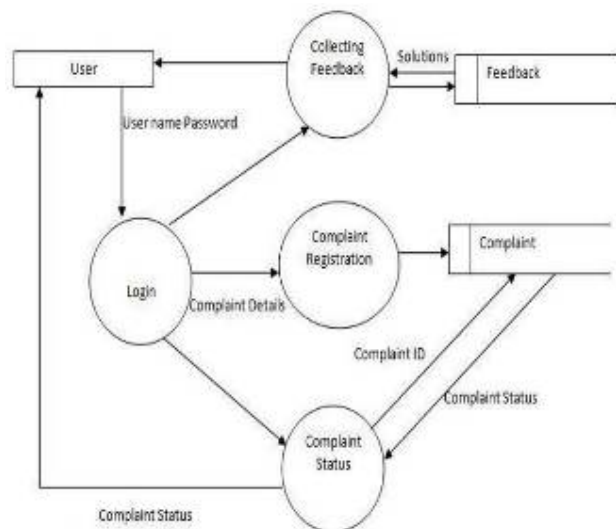 Collecting
Feedback
Solutions
User
Feedback
User name Password
Complaint
Registration
Complaint
Login
Complaint Details
Complaint ID
Complaint Status
Complaint
Status
Complaint Status